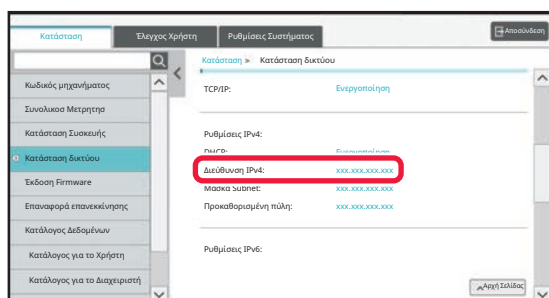 Κατάσταση Έλεγχος Χρήστη Ρυθμίσεις Συστήματος Αποσύνδεση
Κατάσταση Κατάσταση δικτύου
Κωδικός μηχανήματος
Συνολικοσ Μετρητησ
Κατάσταση Συσκευής
Κατάσταση δικτύου
Έκδοση Firmware
Επαναφορά επανεκκίνησης
Κατάλογος Δεδομένων
Κατάλογος για το Χρήστη
Κατάλογος για το Διαχειριστή
TCP/IP: Ενεργοποίηση
Ρυθμίσεις IPv4:
DHCP: Ενεργοποίηση
Διεύθυνση IPv4: xxx.xxx.xxx.xxx
Μάσκα Subnet: xxx.xxx.xxx.xxx
Προκαθορισμένη πύλη: xxx.xxx.xxx.xxx
Ρυθμίσεις IPv6:
Αρχή Σελίδας